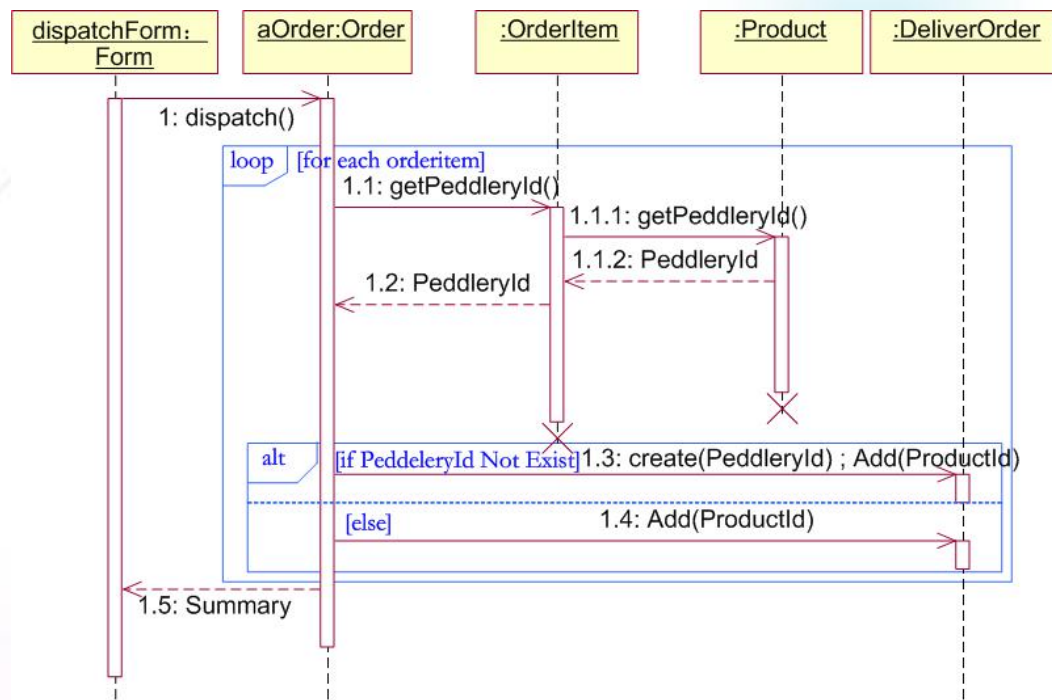 dispatchForm：
Form
aOrder:Order
:OrderItem
:Product
:DeliverOrder
1: dispatch()
loop
[for each orderitem]
1.1: getPeddleryId()
1.1.1: getPeddleryId()
1.1.2: PeddleryId
1.2: PeddleryId
alt
[if PeddeleryId Not Exist]
1.3: create(PeddleryId) ; Add(ProductId)
[else]
1.4: Add(ProductId)
1.5: Summary